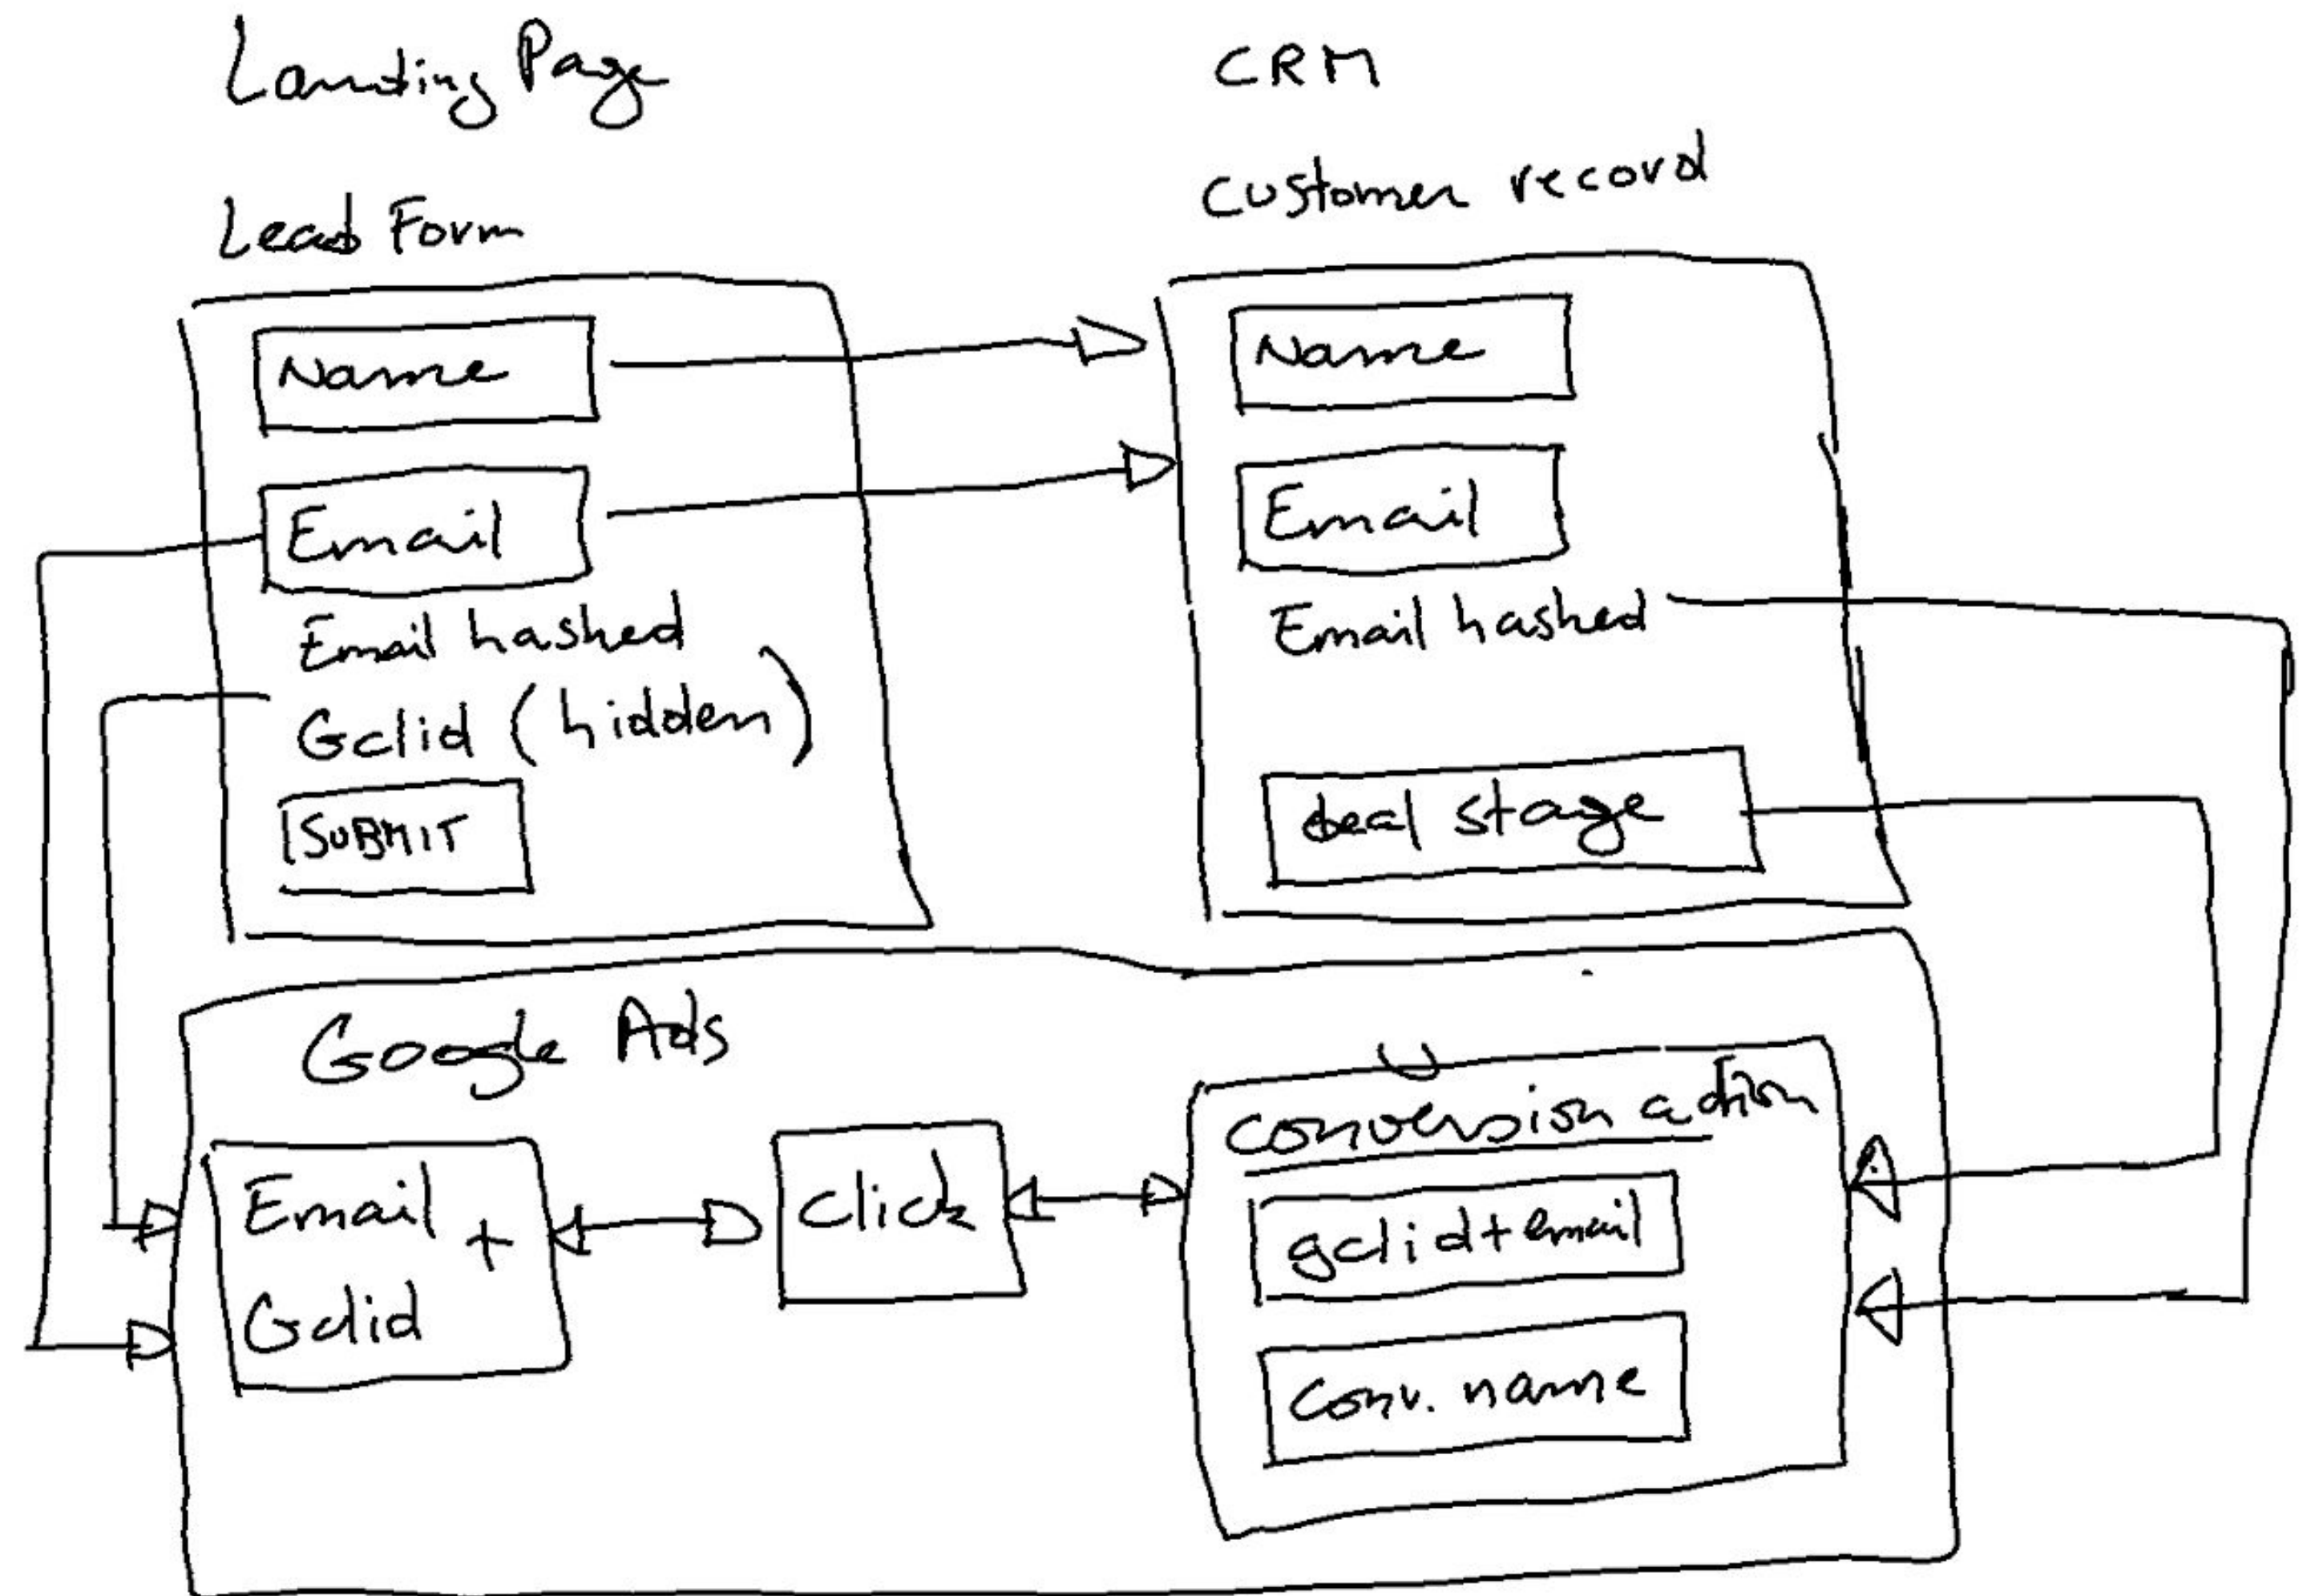 Landing Page
Lead Form
Name
Email
Email hashed
Gclid (hidden)
SUBMIT
CRM
Customer record
Name
Email
Email hashed
deal stage
Google Ads
Email +
Gclid
Click
Conversion action
gclid + email
Conv. name